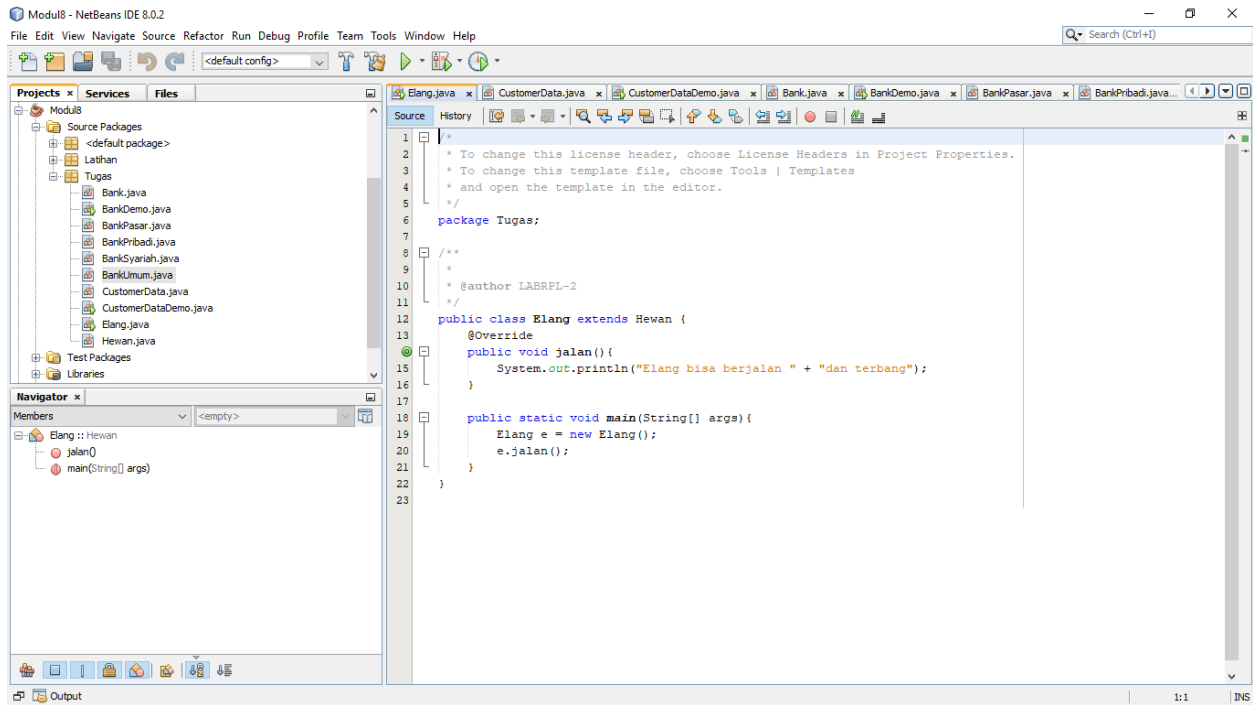 Modul8 - NetBeans IDE 8.0.2
File Edit View Navigate Source Refactor Run Debug Profile Team Tools Window Help
Search (Ctrl+I)
<default config>
Projects Services Files
Modul8
Source Packages
<default package>
Latihan
Tugas
Bank.java
BankDemo.java
BankPasar.java
BankPribadi.java
BankSyariah.java
BankUmum.java
CustomerData.java
CustomerDataDemo.java
Elang.java
Hewan.java
Test Packages
Libraries
Navigator
Members <empty>
Elang :: Hewan
jalan()
main(String[] args)
Elang.java CustomerData.java CustomerDataDemo.java Bank.java BankDemo.java BankPasar.java BankPribadi.java...
Source History
1 /*
2 * To change this license header, choose License Headers in Project Properties.
3 * To change this template file, choose Tools | Templates
4 * and open the template in the editor.
5 */
6 package Tugas;
7
8 /**
9 *
10 * @author LABRPL-2
11 */
12 public class Elang extends Hewan {
13 @Override
public void jalan(){
15 System.out.println("Elang bisa berjalan " + "dan terbang");
16 }
17
18 public static void main(String[] args){
19 Elang e = new Elang();
20 e.jalan();
21 }
22 }
23
Output
1:1 INS